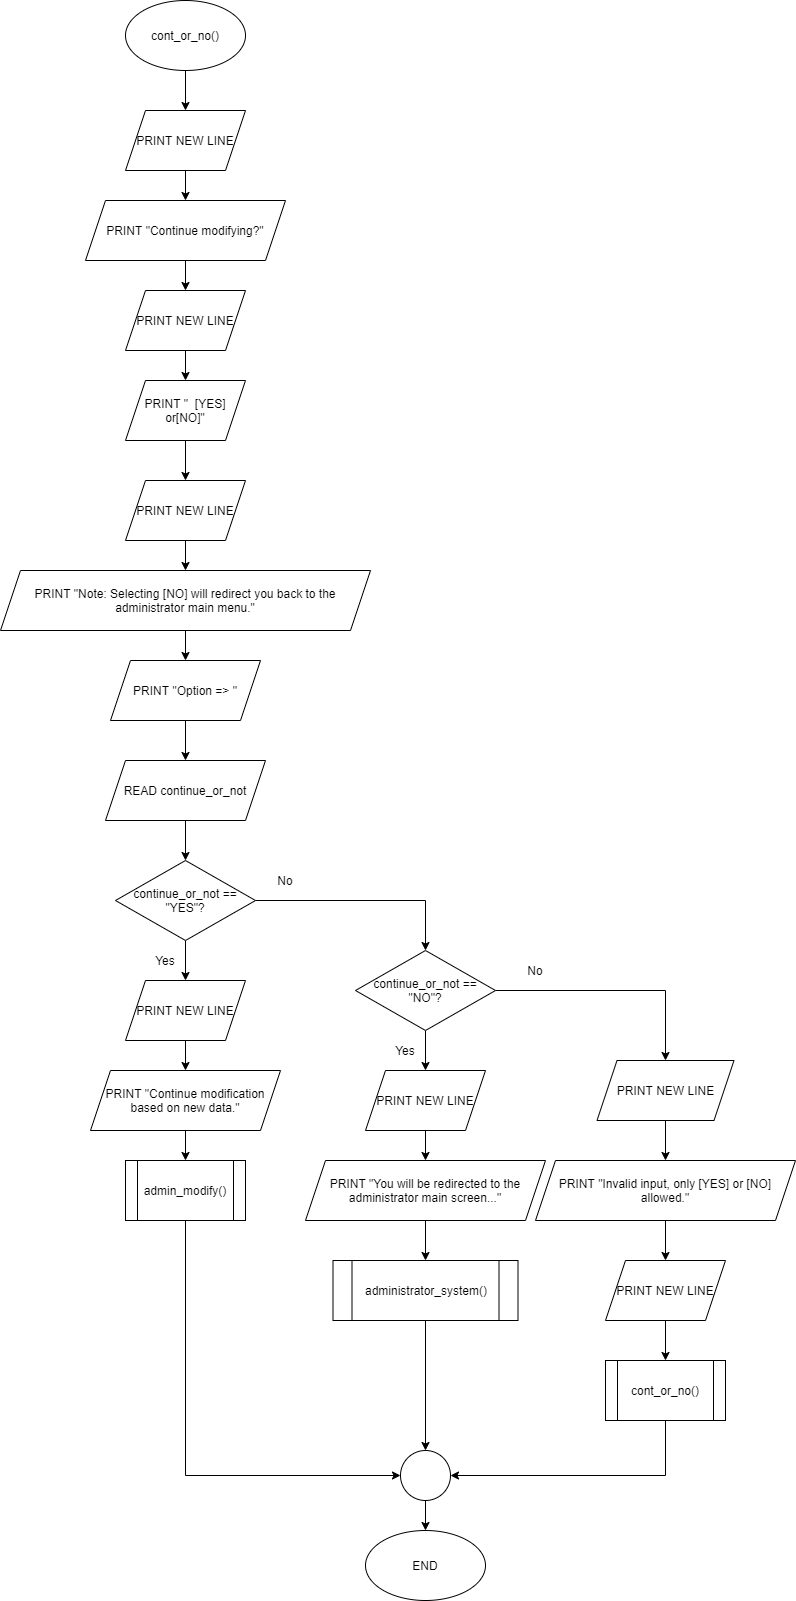 cont_or_no()
PRINT NEW LINE
PRINT "Continue modifying?"
PRINT NEW LINE
PRINT "  [YES]
or[NO]"
PRINT NEW LINE
PRINT "Note: Selecting [NO] will redirect you back to the
administrator main menu."
PRINT "Option => "
READ continue_or_not
continue_or_not ==
"YES"?
No
Yes
PRINT NEW LINE
PRINT "Continue modification
based on new data."
admin_modify()
continue_or_not ==
"NO"?
No
Yes
PRINT NEW LINE
PRINT "You will be redirected to the
administrator main screen..."
administrator_system()
PRINT NEW LINE
PRINT "Invalid input, only [YES] or [NO]
allowed."
PRINT NEW LINE
cont_or_no()
END